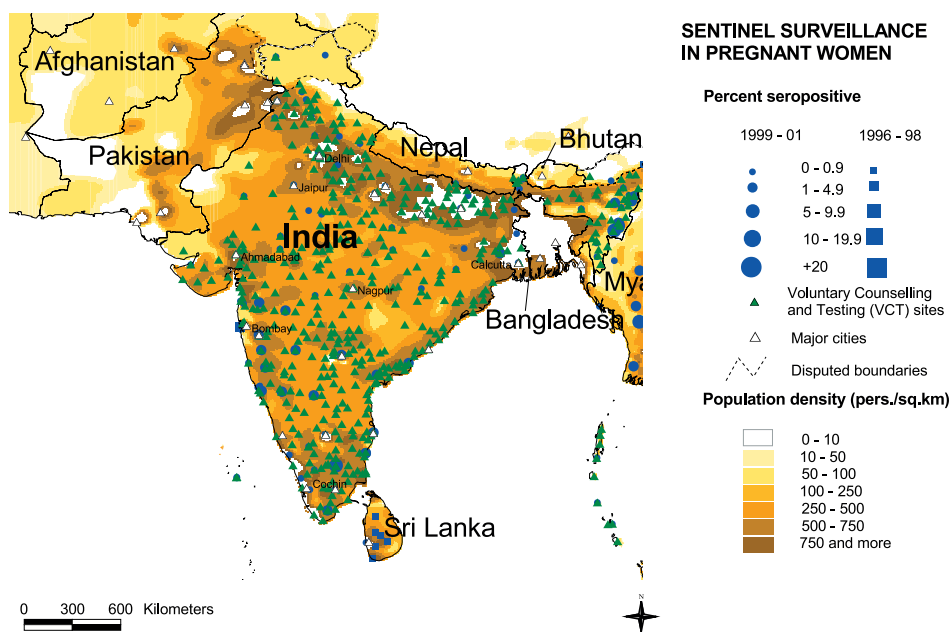 Afghanistan
Pakistan
Nepal
Bhutan
Delhi
Jaipur
India
Ahmadabad
Calcutta
Nagpur
Mya
Bangladesh
Bombay
Cochin
Sri Lanka
0 300 600 Kilometers
N
SENTINEL SURVEILLANCE
IN PREGNANT WOMEN
Percent seropositive
1999 - 01 1996 - 98
0 - 0.9
1 - 4.9
5 - 9.9
10 - 19.9
+20
Voluntary Counselling
and Testing (VCT) sites
Major cities
Disputed boundaries
Population density (pers./sq.km)
0 - 10
10 - 50
50 - 100
100 - 250
250 - 500
500 - 750
750 and more